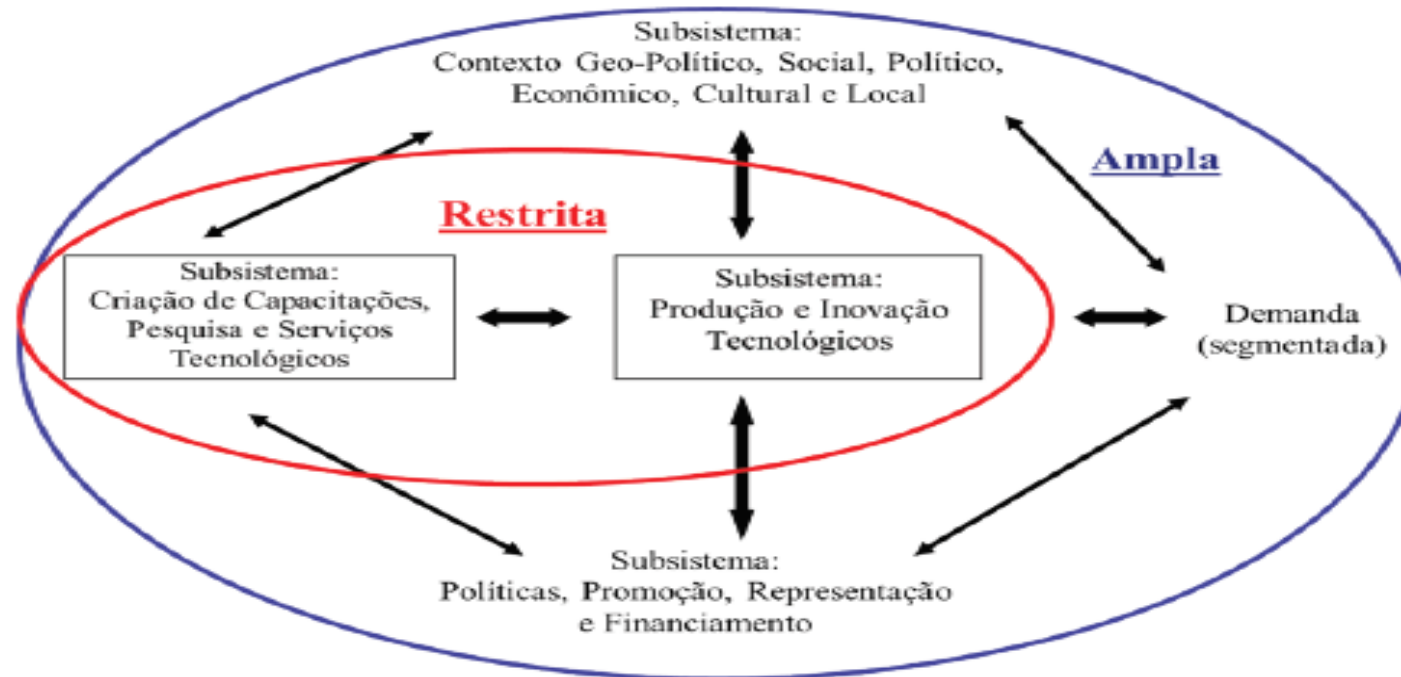 Subsistema:
Contexto Geo-Político, Social, Político,
Econômico, Cultural e Local
Ampla
Restrita
Subsistema:
Criação de Capacitações,
Pesquisa e Serviços
Tecnológicos
Subsistema:
Produção e Inovação
Tecnológicos
Demanda
(segmentada)
Subsistema:
Políticas, Promoção, Representação
e Financiamento